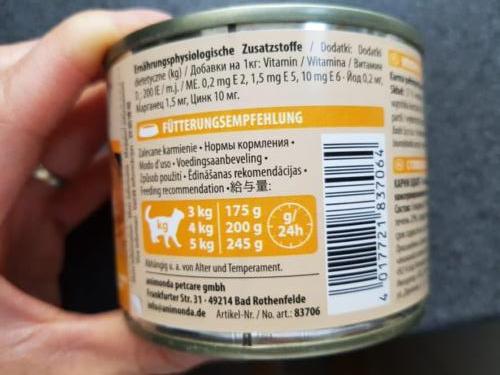 Ernährungsphysiologische Zusatzstoffe / Dodatki: Dodatki
dietetyczne (kg) / Добавки на 1кг: Vitamin / Witamina / Витамин
D: 200 IE / m.j. / ME. 0,2 mg E 2, 1,5 mg E 5, 10 mg E 6 · Йод 0,2 мг,
Марганец 1,5 мг, Цинк 10 мг.
FÜTTERUNGSEMPFEHLUNG
Zalecane karmienie • Нормы кормления •
Mode d'uso • Voedingsaanbeveling •
Způsob použití • Ēdināšanas rekomendācijas •
Feeding recommendation • 給与量:
kg
3 kg 175 g
4 kg 200 g
5 kg 245 g
g/
24h
Abhängig u. a. von Alter und Temperament.
animonda petcare gmbh
Frankfurter Str. 31 · 49214 Bad Rothenfelde
info@animonda.de Artikel-Nr. / No. art.: 83706
4 017721 837064